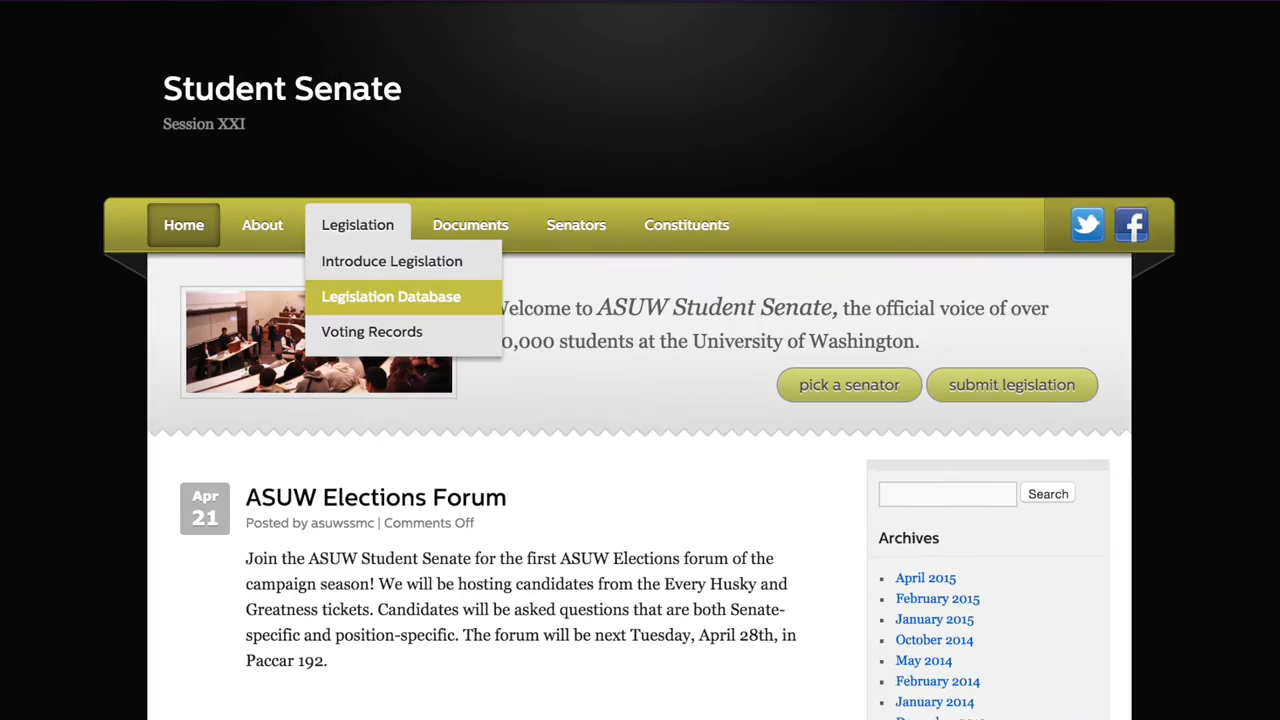 Student Senate
Session XXI
Home About Legislation Documents Senators Constituents
Introduce Legislation
Legislation Database
Voting Records
elcome to ASUW Student Senate, the official voice of over
0,000 students at the University of Washington.
pick a senator submit legislation
Apr
21
ASUW Elections Forum
Posted by asuwssmc | Comments Off
Join the ASUW Student Senate for the first ASUW Elections forum of the
campaign season! We will be hosting candidates from the Every Husky and
Greatness tickets. Candidates will be asked questions that are both Senate-
specific and position-specific. The forum will be next Tuesday, April 28th, in
Paccar 192.
Search
Archives
April 2015
February 2015
January 2015
October 2014
May 2014
February 2014
January 2014